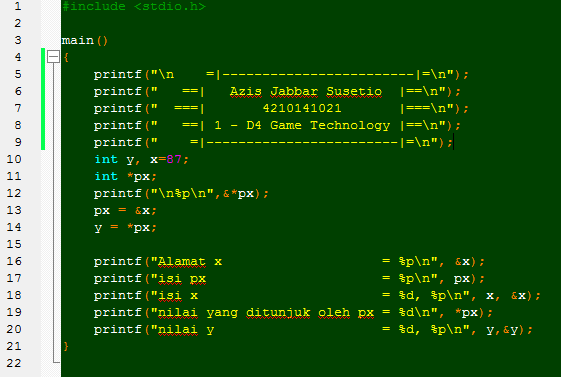 1 #include <stdio.h>
2
3 main()
4 {
5 printf("\n    =|------------------------|=\n");
6 printf("   ==|   Azis Jabbar Susetio  |==\n");
7 printf("  ===|       4210141021       |===\n");
8 printf("   ==| 1 - D4 Game Technology |==\n");
9 printf("    =|------------------------|=\n");
10 int y, x=87;
11 int *px;
12 printf("\n%p\n",&*px);
13 px = &x;
14 y = *px;
15
16 printf("Alamat x                    = %p\n", &x);
17 printf("isi px                      = %p\n", px);
18 printf("isi x                       = %d, %p\n", x, &x);
19 printf("nilai yang ditunjuk oleh px = %d\n", *px);
20 printf("nilai y                     = %d, %p\n", y,&y);
21 }
22